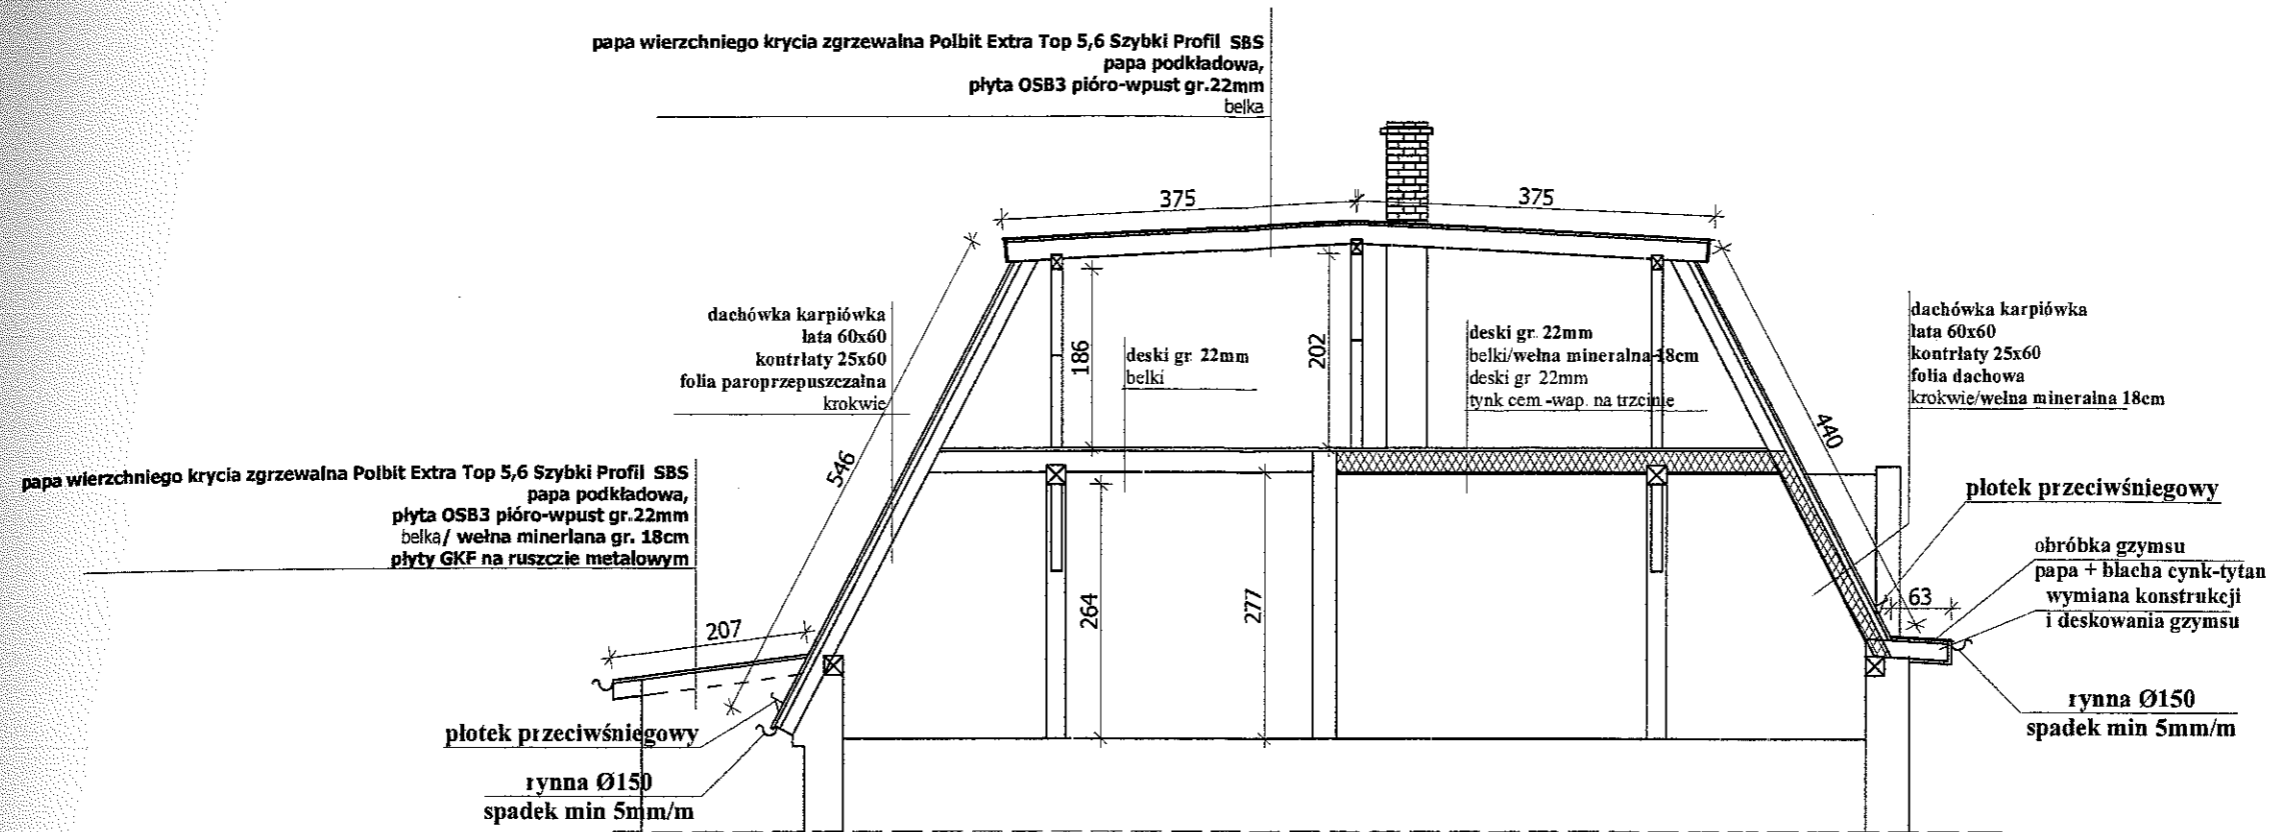 papa wierzchniego krycia zgrzewalna Polbit Extra Top 5,6 Szybki Profil SBS
papa podkładowa,
płyta OSB3 pióro-wpust gr.22mm
belka
375
375
dachówka karpiówka
łata 60x60
kontrłaty 25x60
folia paroprzepuszczalna
krokwie
546
186
deski gr. 22mm
belki
202
deski gr. 22mm
belki/wełna mineralna 18cm
deski gr 22mm
tynk cem.-wap. na trzcinie
dachówka karpiówka
łata 60x60
kontrłaty 25x60
folia dachowa
krokwie/wełna mineralna 18cm
440
papa wierzchniego krycia zgrzewalna Polbit Extra Top 5,6 Szybki Profil SBS
papa podkładowa,
płyta OSB3 pióro-wpust gr.22mm
belka/ wełna minerlana gr. 18cm
płyty GKF na ruszcie metalowym
207
264
277
płotek przeciwśniegowy
obróbka gzymsu
papa + blacha cynk-tytan
wymiana konstrukcji
i deskowania gzymsu
63
rynna Ø150
spadek min 5mm/m
płotek przeciwśniegowy
rynna Ø150
spadek min 5mm/m